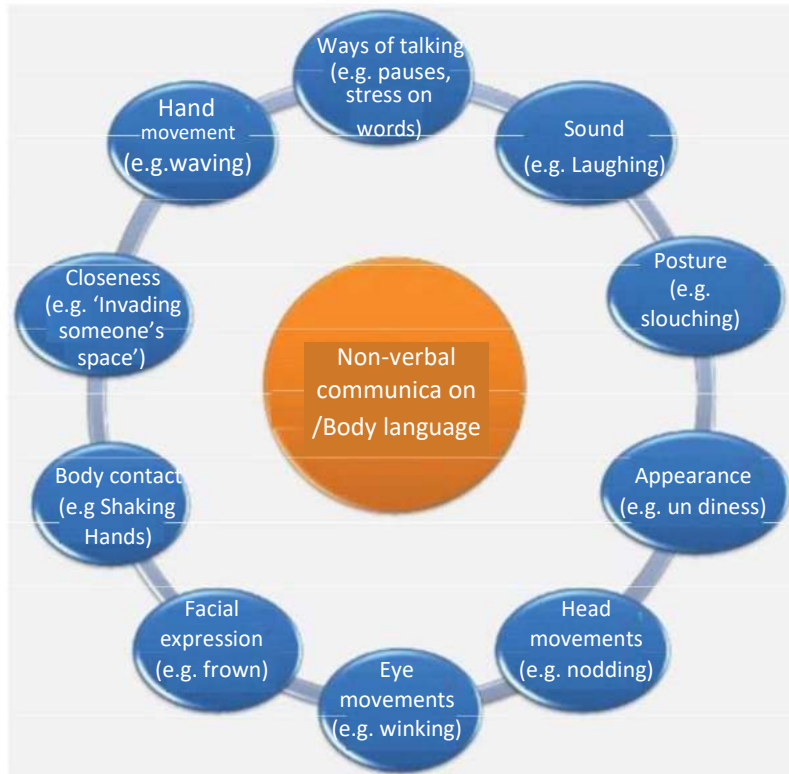 Ways of talking
(e.g. pauses,
stress on
words)
Sound
(e.g. Laughing)
Posture
(e.g.
slouching)
Appearance
(e.g. un diness)
Head
movements
(e.g. nodding)
Eye
movements
(e.g. winking)
Facial
expression
(e.g. frown)
Body contact
(e.g Shaking
Hands)
Closeness
(e.g. ‘Invading
someone’s
space’)
Hand
movement
(e.g.waving)
Non-verbal
communica on
/Body language